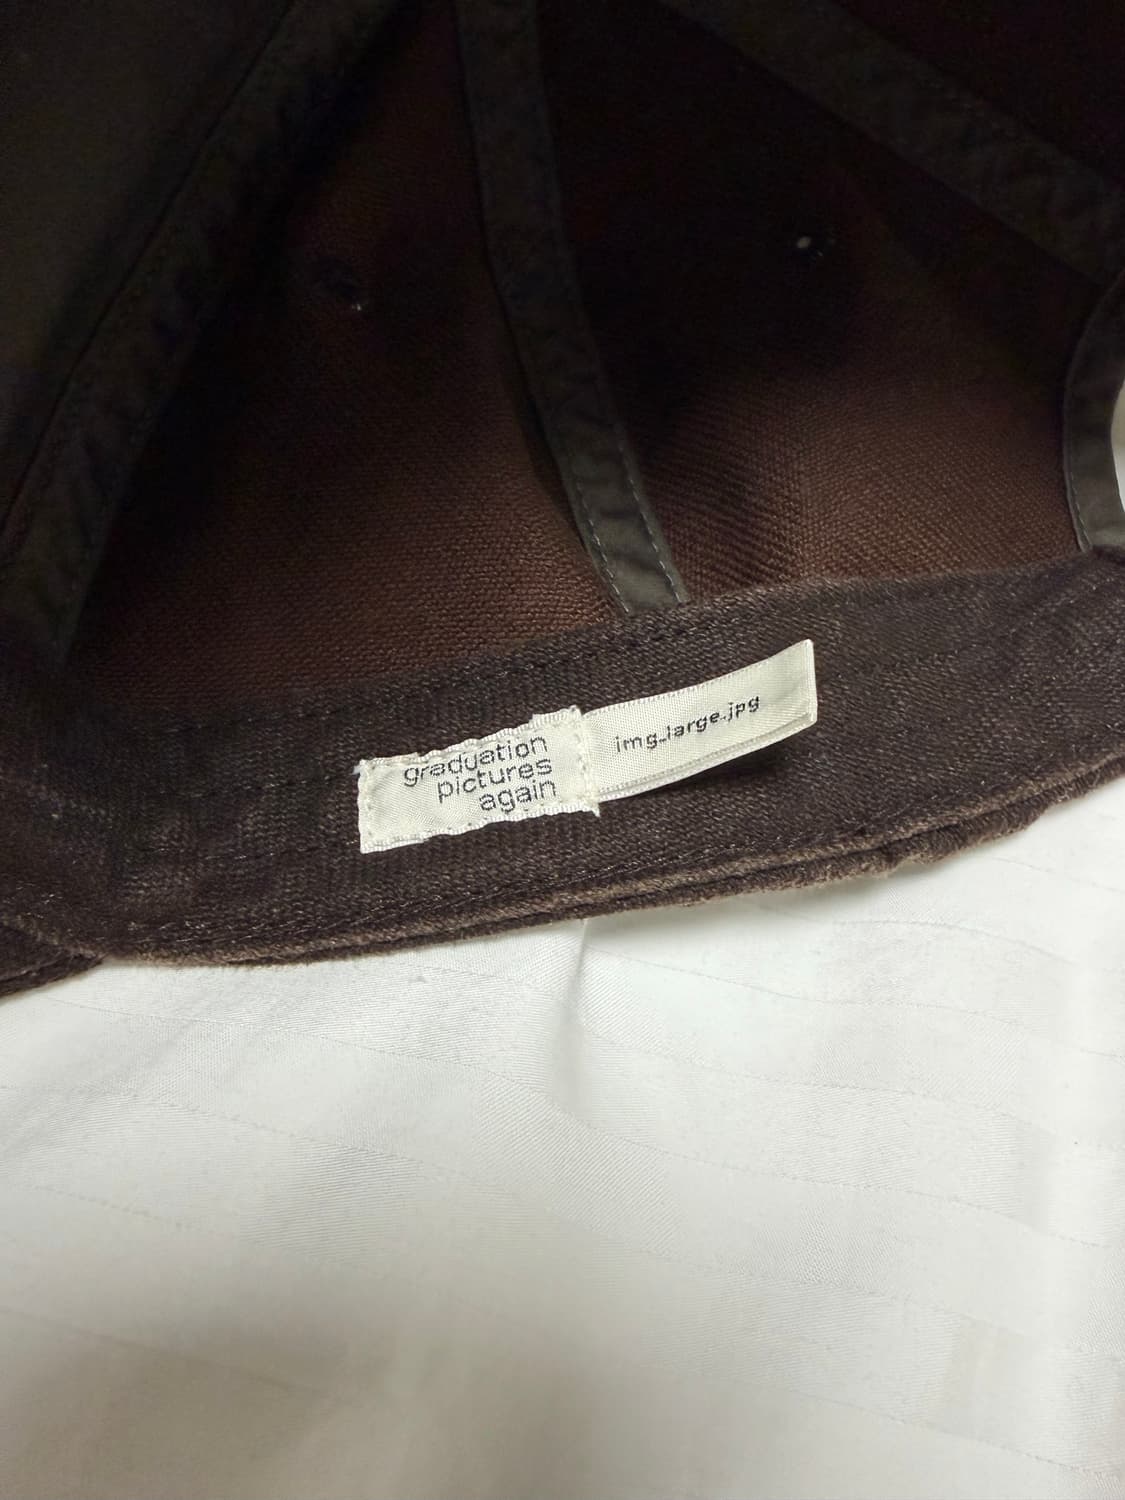 graduation
pictures
again
img_large.jpg